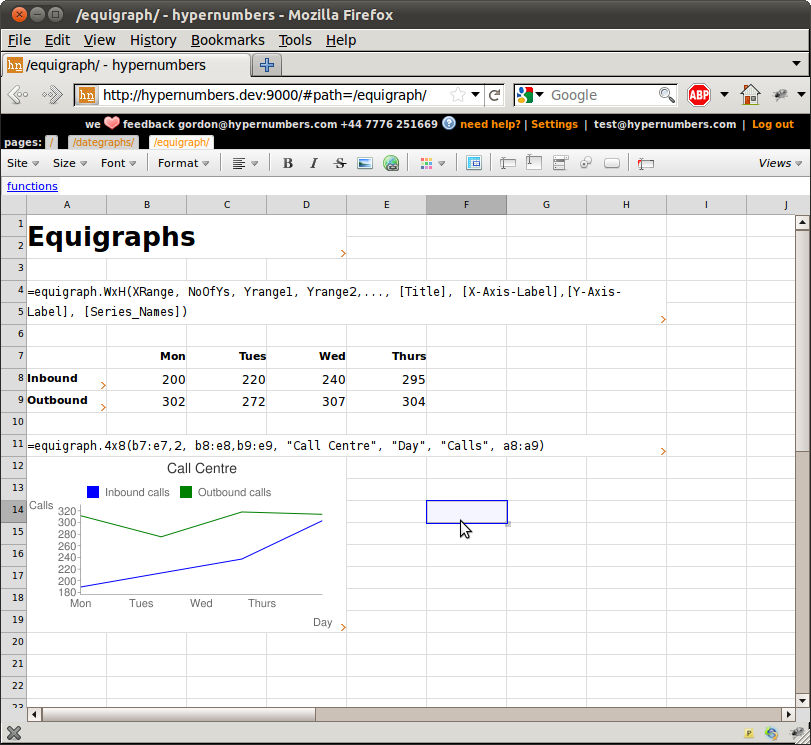 /equigraph/ - hypernumbers - Mozilla Firefox
File Edit View History Bookmarks Tools Help
hn /equigraph/ - hypernumbers
hn http://hypernumbers.dev:9000/#path=/equigraph/ Google ABP
we feedback gordon@hypernumbers.com +44 7776 251669 ? need help? | Settings | test@hypernumbers.com | Log out
pages: / /dategraphs/ /equigraph/
Site Size Font Format B I S Views
functions
A B C D E F G H I J
1
Equigraphs
2
3
4 =equigraph.WxH(XRange, NoOfYs, Yrange1, Yrange2,..., [Title], [X-Axis-Label],[Y-Axis-
5 Label], [Series_Names])
6
7 Mon Tues Wed Thurs
8 Inbound 200 220 240 295
9 Outbound 302 272 307 304
10
11 =equigraph.4x8(b7:e7,2, b8:e8,b9:e9, "Call Centre", "Day", "Calls", a8:a9)
12 Call Centre
13 Inbound calls Outbound calls
14 Calls 320
300
15
280
260
16
240
17 220
200
18 180
Mon Tues Wed Thurs
19 Day
20
21
22
23
P